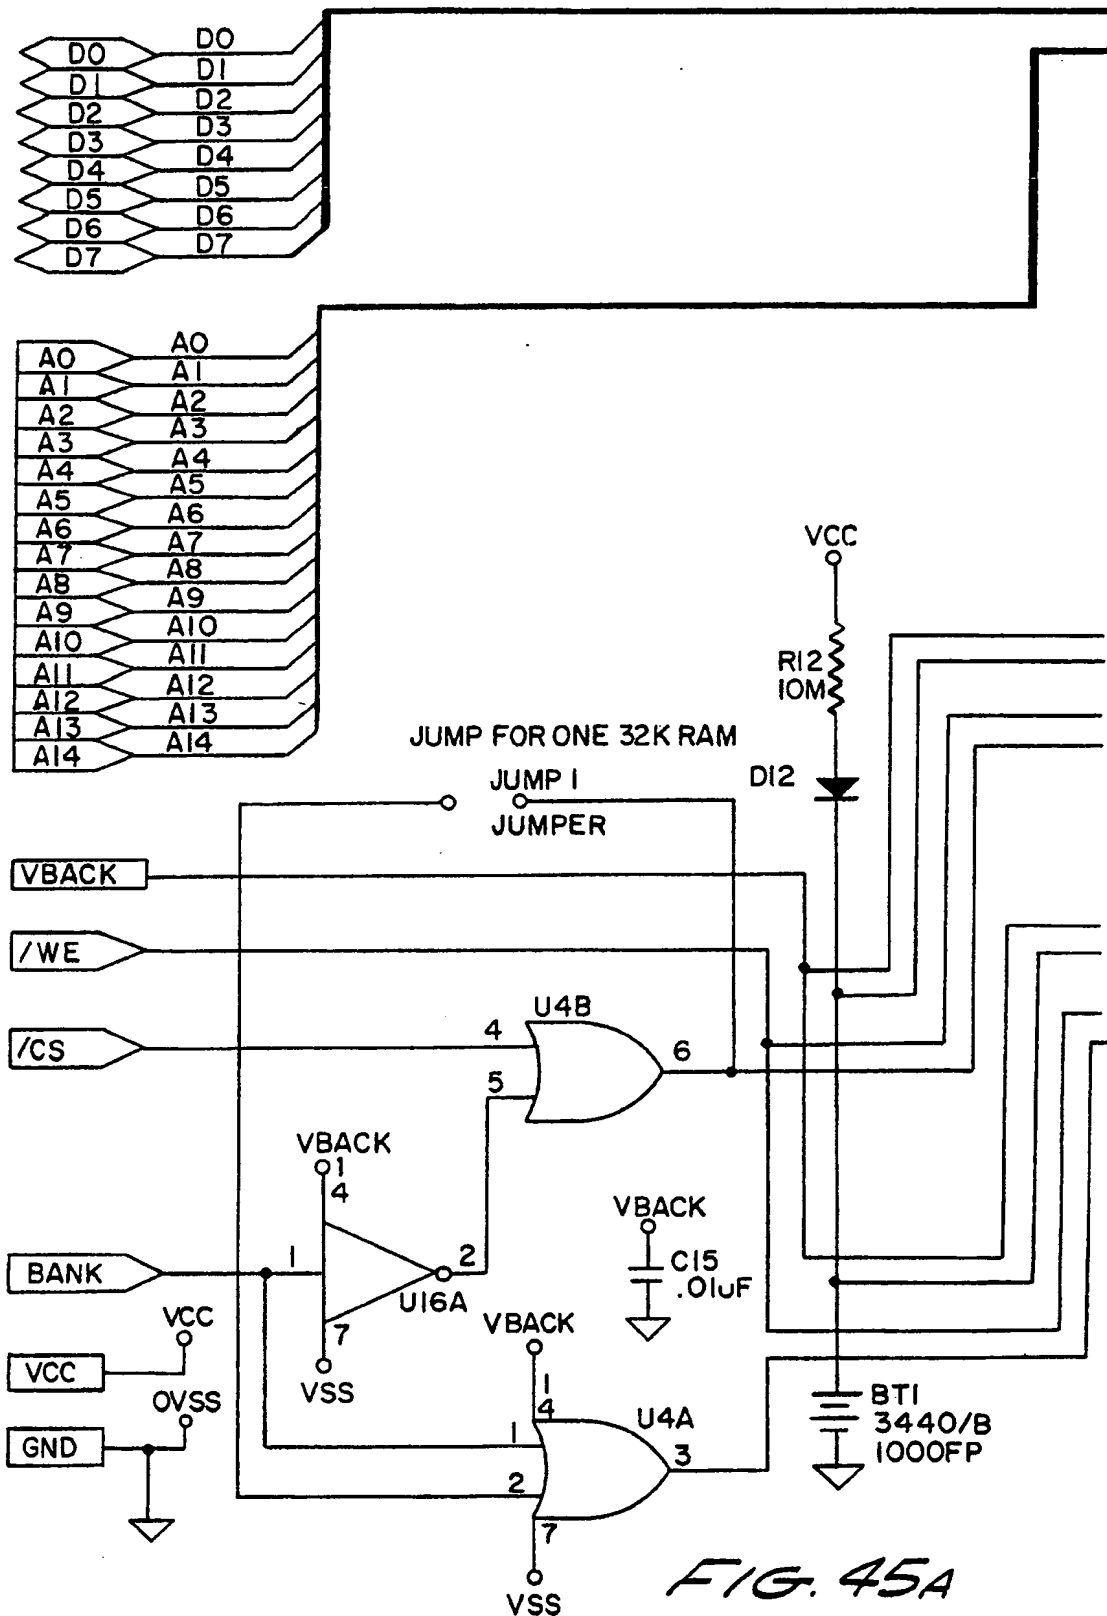 D0 D0
D1 D1
D2 D2
D3 D3
D4 D4
D5 D5
D6 D6
D7 D7
A0 A0
A1 A1
A2 A2
A3 A3
A4 A4
A5 A5
A6 A6
A7 A7
A8 A8
A9 A9
A10 A10
A11 A11
A12 A12
A13 A13
A14 A14
VCC
R12
10M
JUMP FOR ONE 32K RAM
JUMP 1
JUMPER
D12
VBACK
/WE
/CS
U4B
4
5
6
VBACK
1
4
BANK
1
2
U16A
7
VSS
VBACK
C15
.01uF
VCC
VCC
OVSS
GND
VBACK
1
4
U4A
1
2
3
7
VSS
BT1
3440/B
1000FP
FIG. 45A